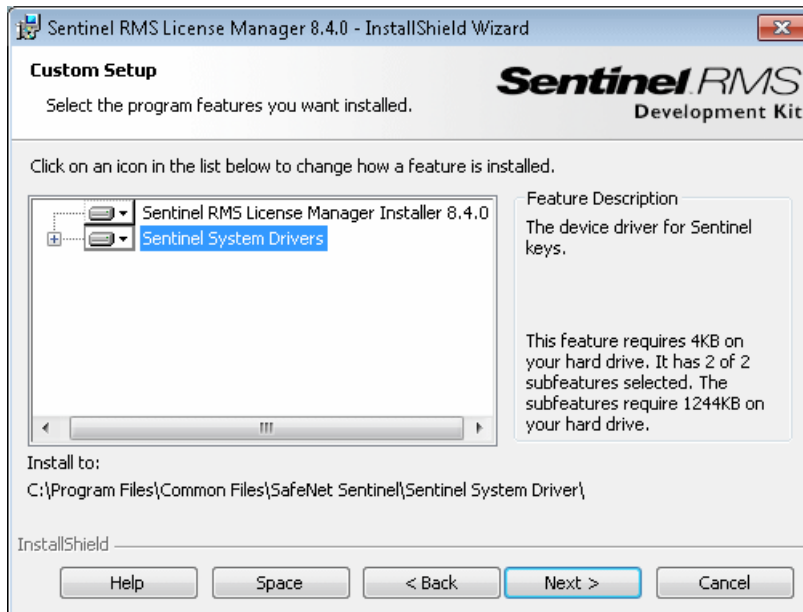 Sentinel RMS License Manager 8.4.0 - InstallShield Wizard
Custom Setup
Select the program features you want installed.
Sentinel.RMS
Development Kit
Click on an icon in the list below to change how a feature is installed.
Sentinel RMS License Manager Installer 8.4.0
Sentinel System Drivers
Feature Description
The device driver for Sentinel
keys.
This feature requires 4KB on
your hard drive. It has 2 of 2
subfeatures selected. The
subfeatures require 1244KB on
your hard drive.
Install to:
C:\Program Files\Common Files\SafeNet Sentinel\Sentinel System Driver\
InstallShield
Help
Space
< Back
Next >
Cancel